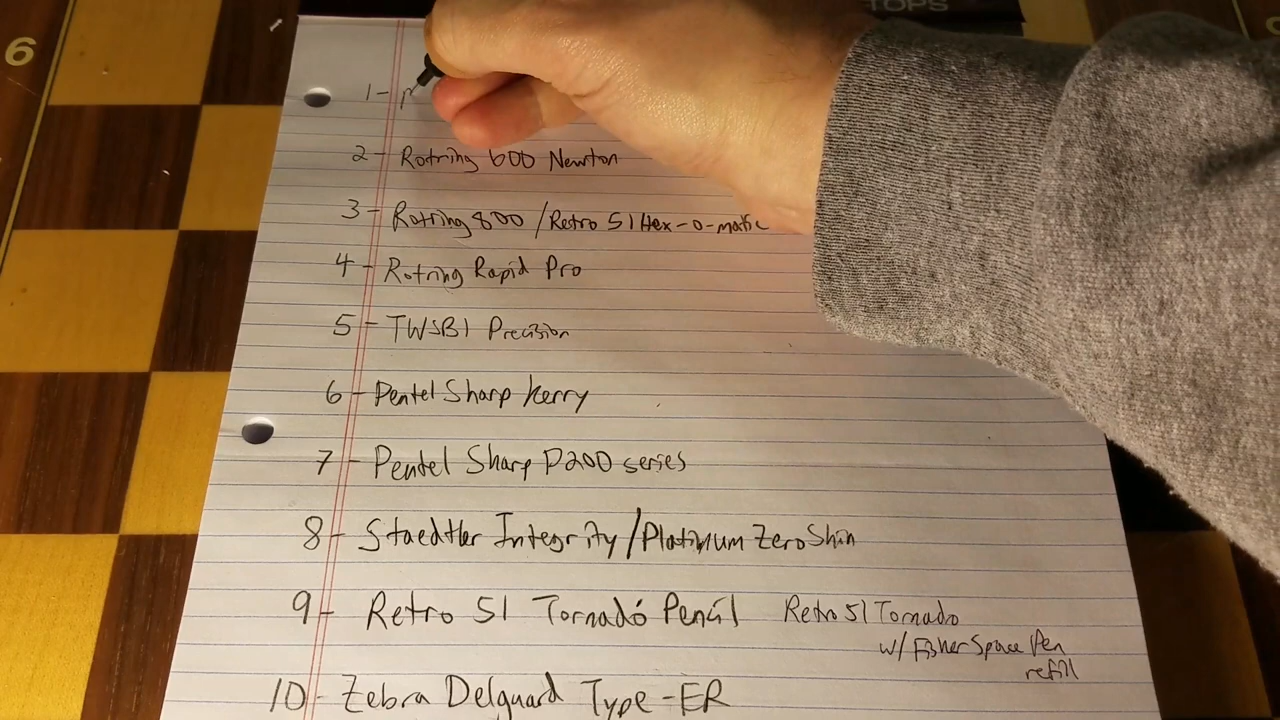 TOPS
6
1-
2- Rotring 600 Newton
3- Rotring 800 / Retro 51 Hex-o-matic
4- Rotring Rapid Pro
5- TWSBI Precision
6- Pentel Sharp Kerry
7- Pentel Sharp P200 series
8- Staedtler Integrity / Platinum Zero Shin
9- Retro 51 Tornado Pencil Retro 51 Tornado
w/ Fisher Space Pen
refill
10- Zebra Delguard Type-ER